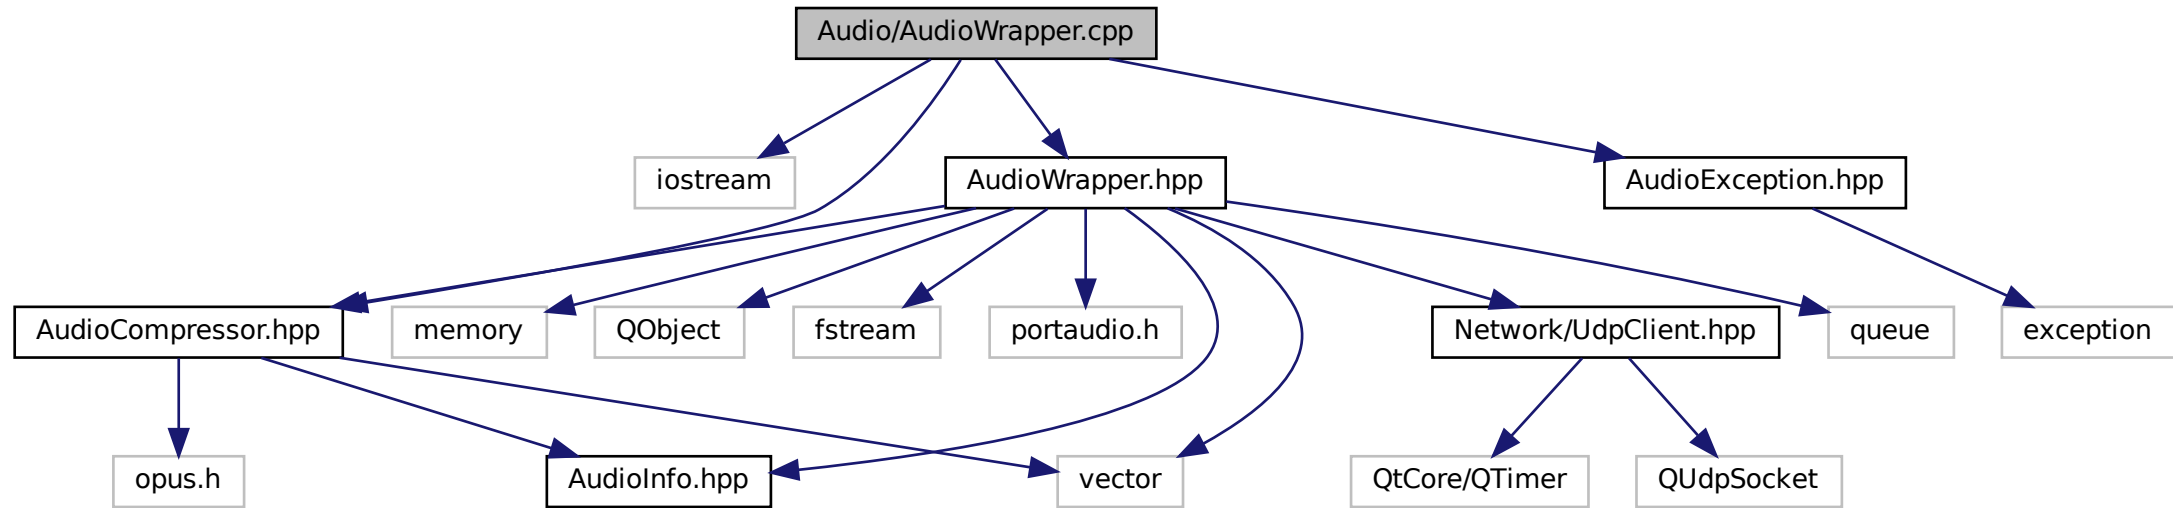 Audio/AudioWrapper.cpp
iostream
AudioWrapper.hpp
AudioException.hpp
AudioCompressor.hpp
memory
QObject
fstream
portaudio.h
Network/UdpClient.hpp
queue
exception
opus.h
AudioInfo.hpp
vector
QtCore/QTimer
QUdpSocket